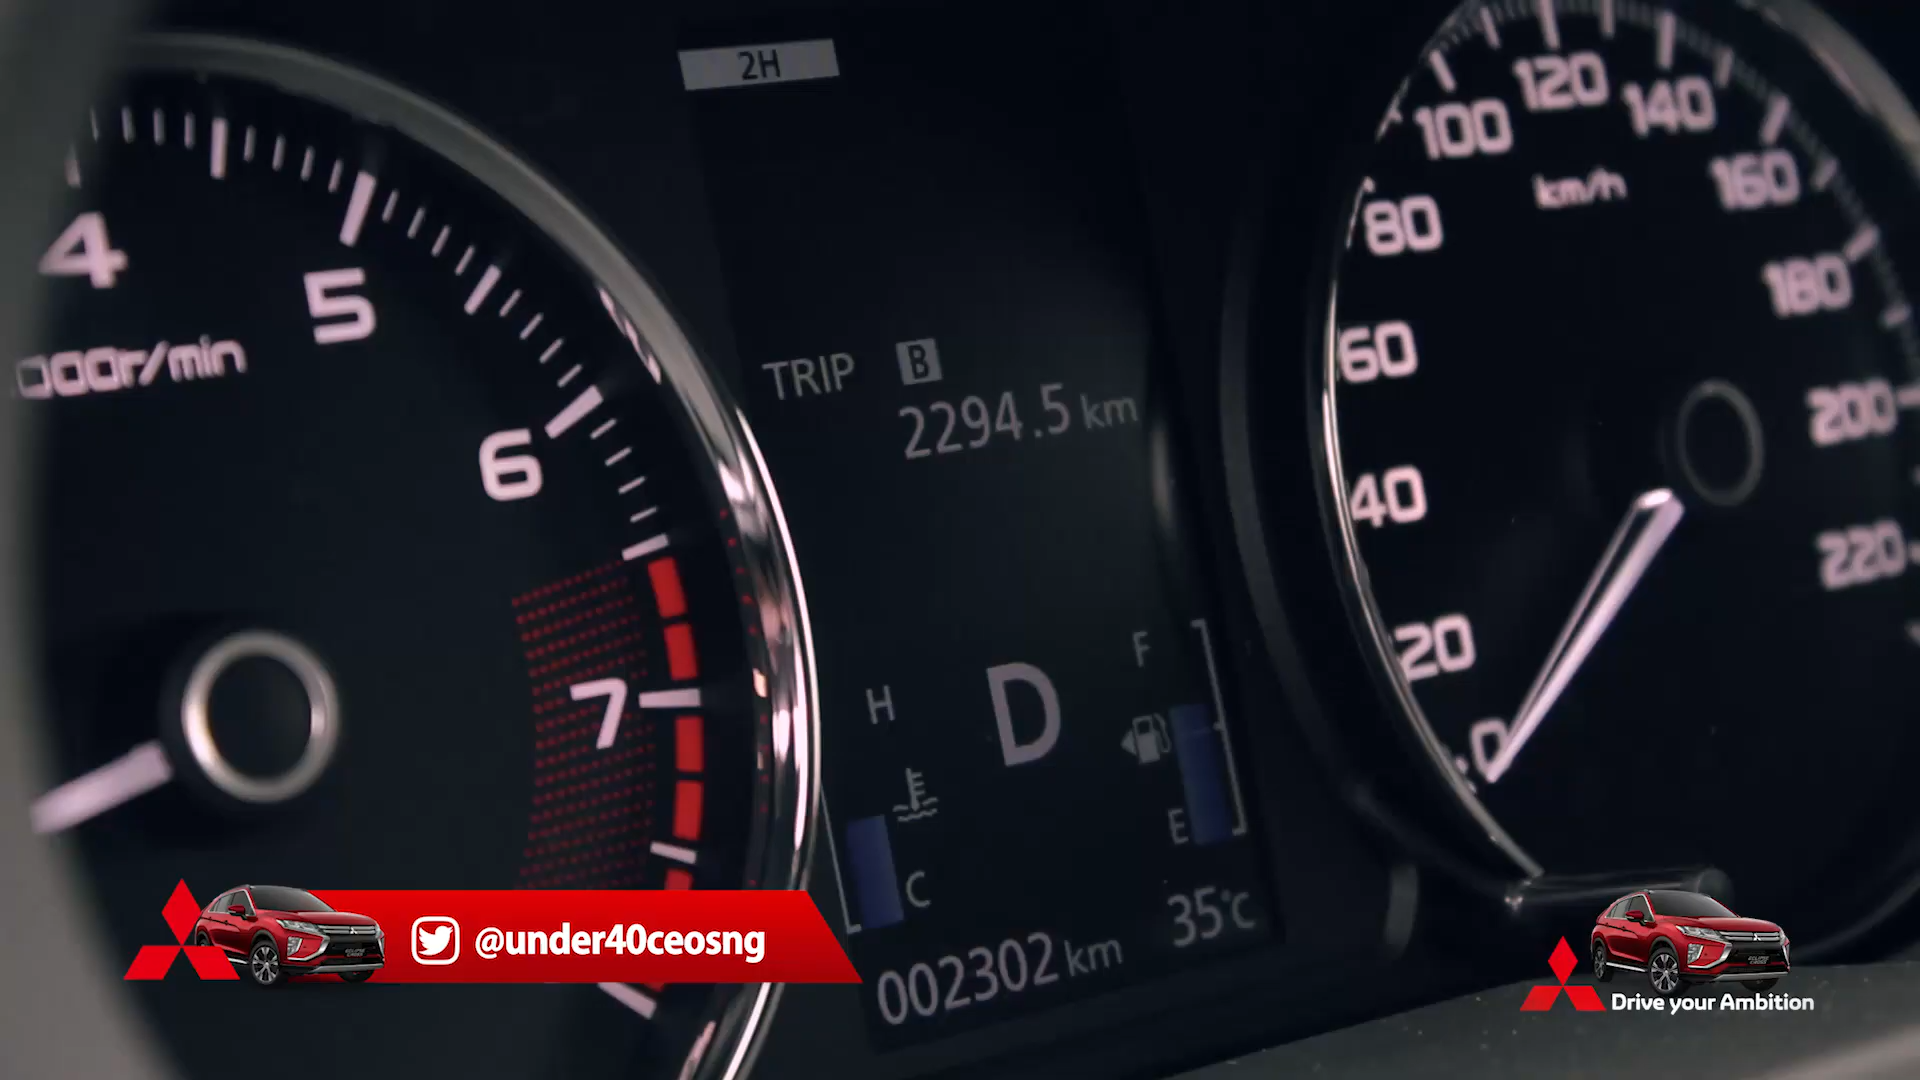 2H
4
5
6
7
000r/min
TRIP B
2294.5 km
H
C
D
F
E
35°C
002302 km
0
20
40
60
80
100
120
140
160
180
200
220
km/h
@under40ceosng
Drive your Ambition